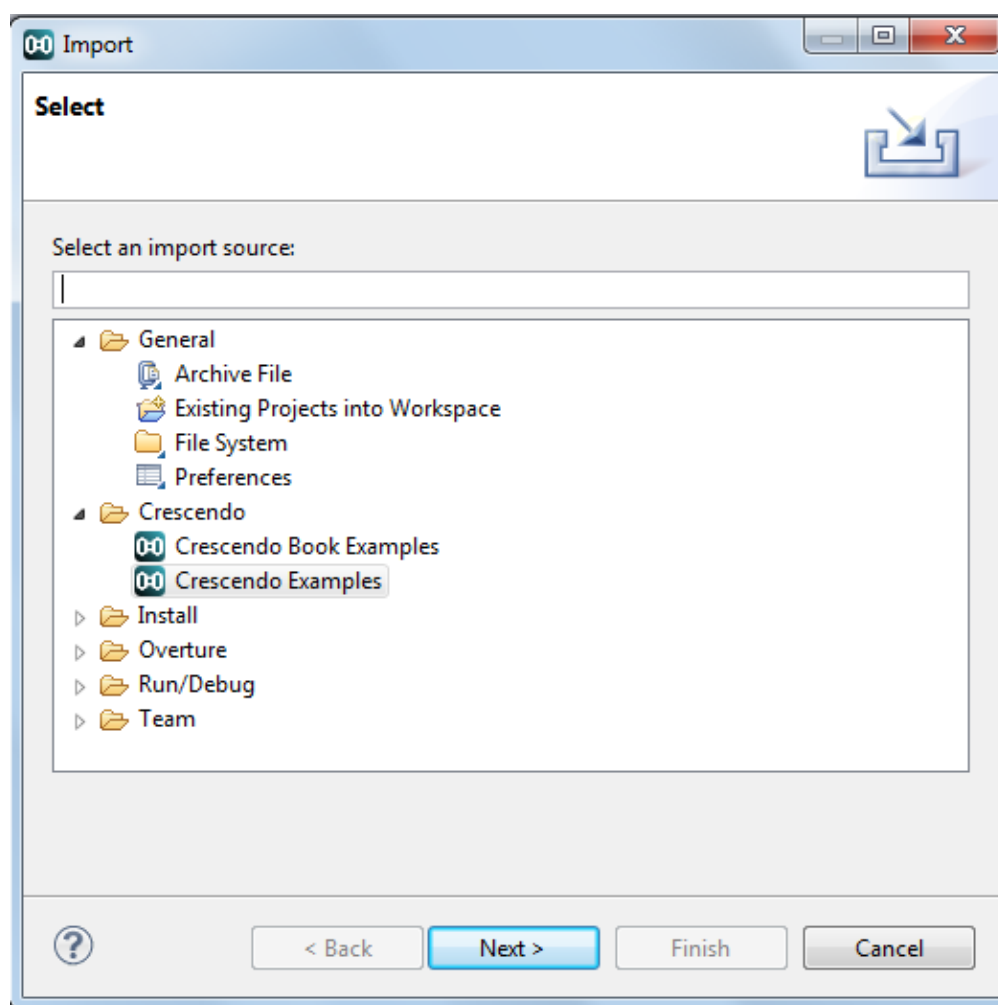 Import
Select
Select an import source:
General
Archive File
Existing Projects into Workspace
File System
Preferences
Crescendo
Crescendo Book Examples
Crescendo Examples
Install
Overture
Run/Debug
Team
< Back Next > Finish Cancel